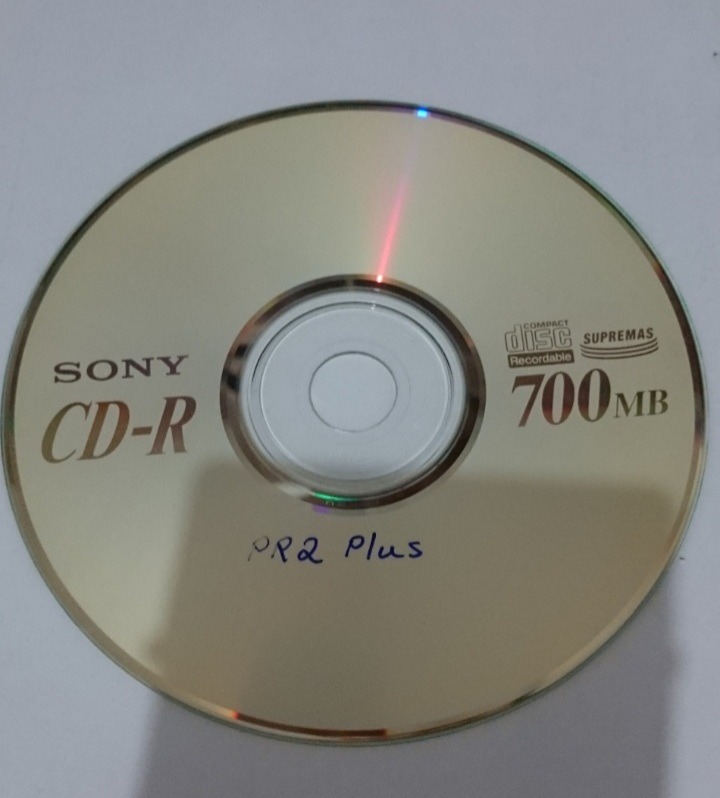 SONY
CD-R
COMPACT
disc
Recordable
SUPREMAS
700MB
PR2 Plus